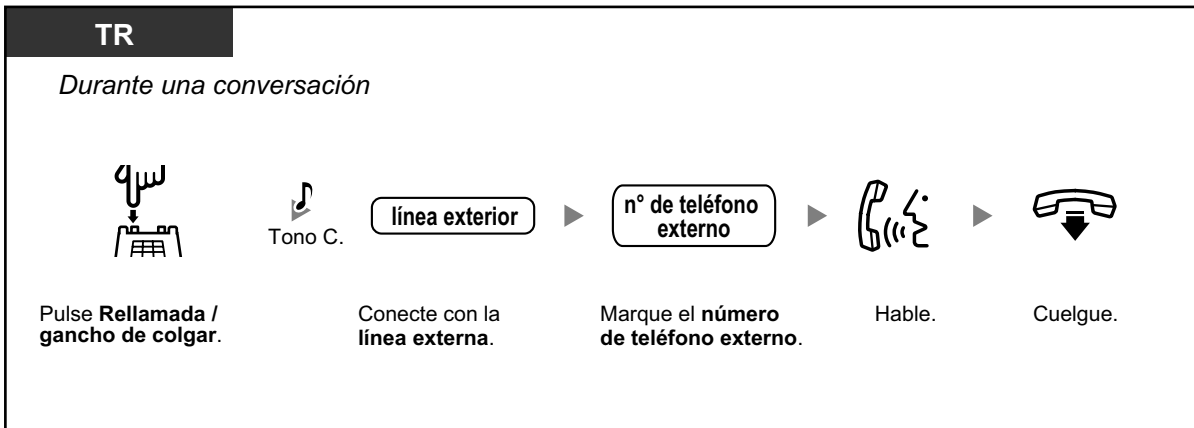 TR
Durante una conversación
Tono C.
línea exterior
n° de teléfono
externo
Pulse Rellamada /
gancho de colgar.
Conecte con la
línea externa.
Marque el número
de teléfono externo.
Hable.
Cuelgue.